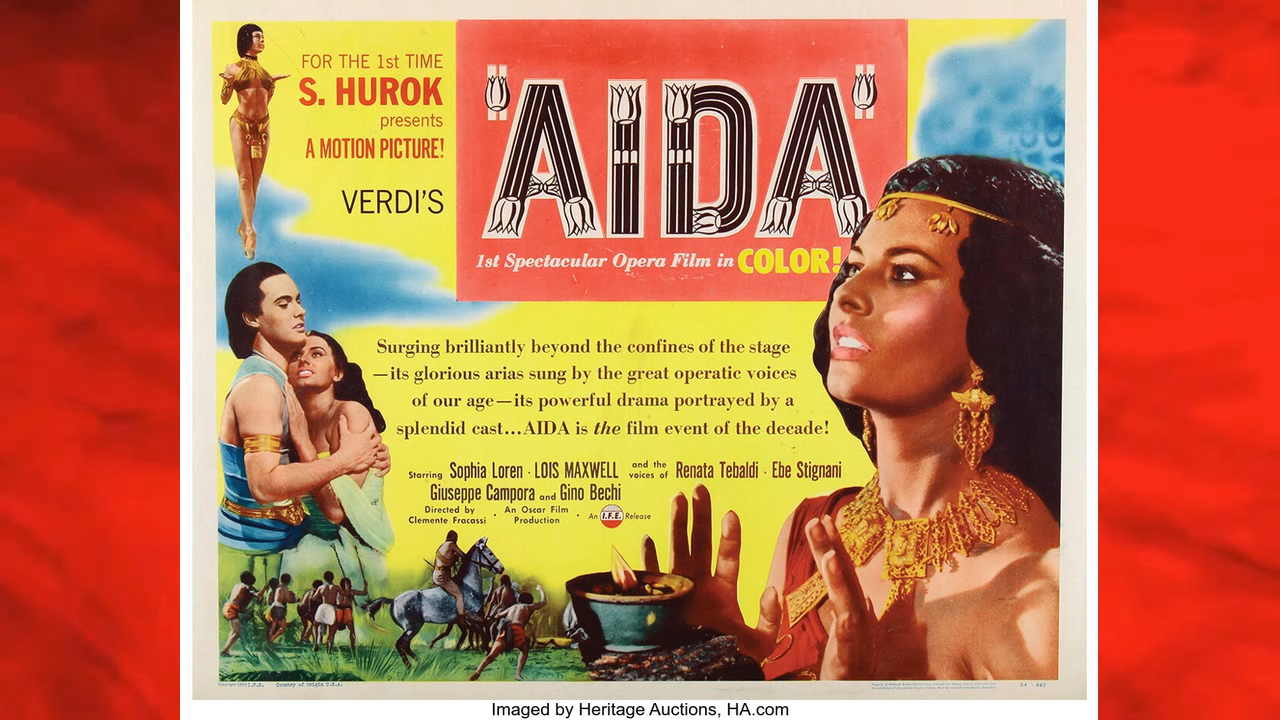 FOR THE 1st TIME
S. HUROK
presents
A MOTION PICTURE!
VERDI'S
"AIDA"
1st Spectacular Opera Film in COLOR!
Surging brilliantly beyond the confines of the stage
—its glorious arias sung by the great operatic voices
of our age—its powerful drama portrayed by a
splendid cast...AIDA is the film event of the decade!
Starring Sophia Loren · LOIS MAXWELL and the voices of Renata Tebaldi · Ebe Stignani
Giuseppe Campora and Gino Bechi
Directed by Clemente Fracassi · An Oscar Film Production · An I.F.E. Release
Country of Origin U.S.A.
Imaged by Heritage Auctions, HA.com